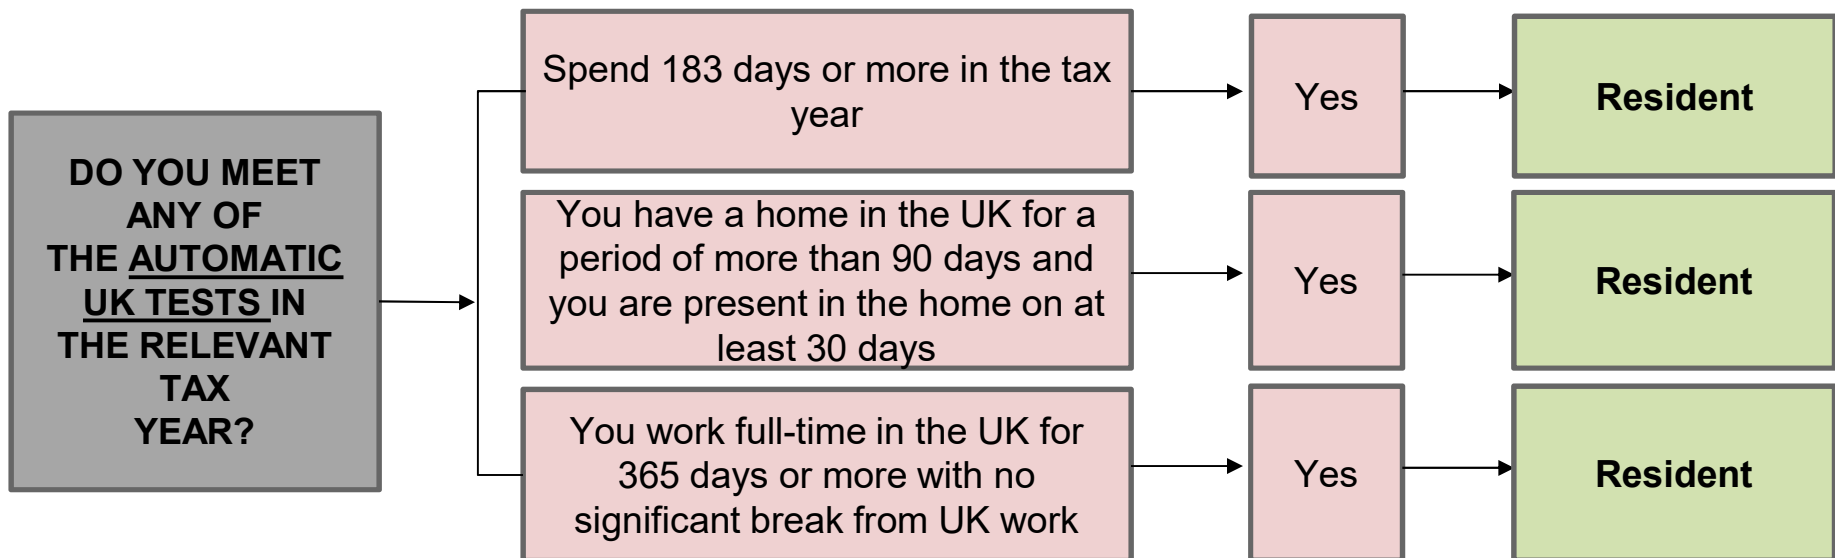 DO YOU MEET
ANY OF
THE AUTOMATIC
UK TESTS IN
THE RELEVANT
TAX
YEAR?
Spend 183 days or more in the tax
year
Yes
Resident
You have a home in the UK for a
period of more than 90 days and
you are present in the home on at
least 30 days
Yes
Resident
You work full-time in the UK for
365 days or more with no
significant break from UK work
Yes
Resident